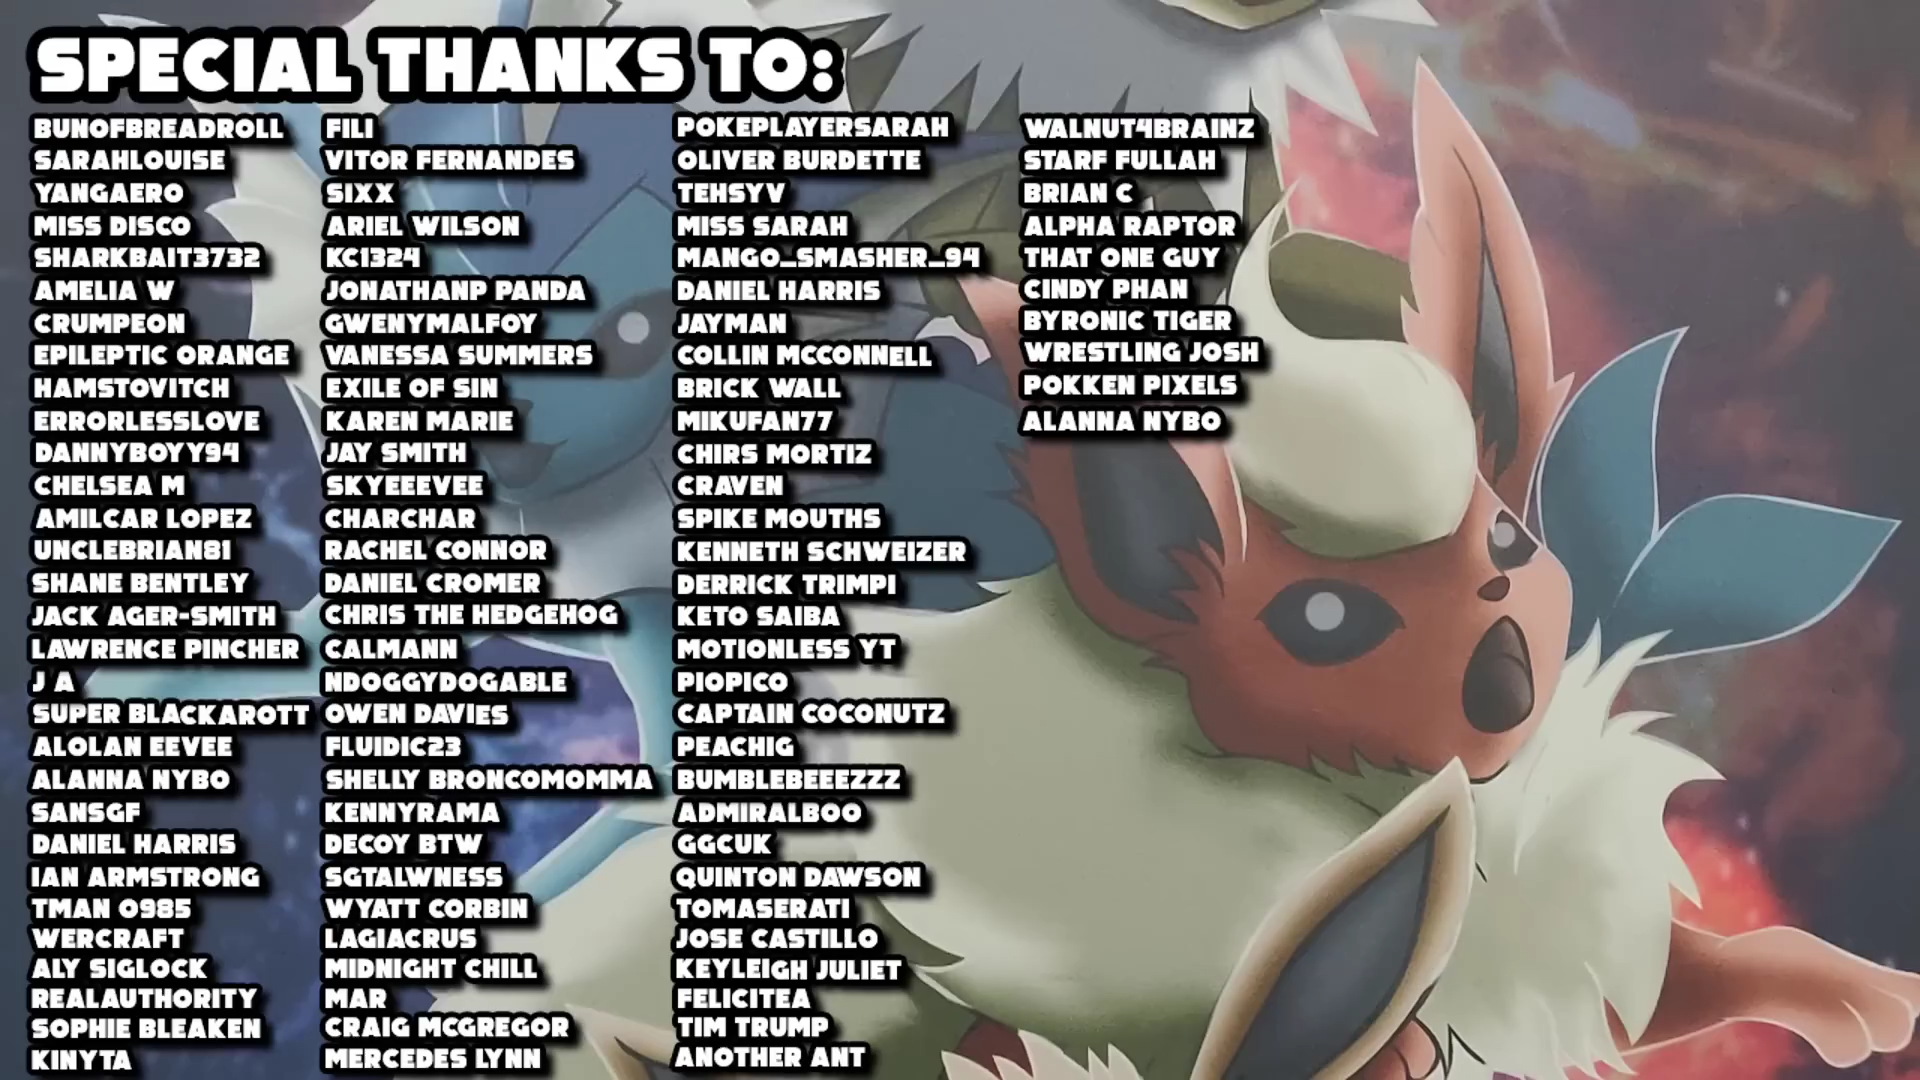 SPECIAL THANKS TO:
BUNOFBREADROLL
SARAHLOUISE
YANGAERO
MISS DISCO
SHARKBAIT3732
AMELIA W
CRUMPEON
EPILEPTIC ORANGE
HAMSTOVITCH
ERRORLESSLOVE
DANNYBOYY94
CHELSEA M
AMILCAR LOPEZ
UNCLEBRIAN81
SHANE BENTLEY
JACK AGER-SMITH
LAWRENCE PINCHER
J A
SUPER BLACKAROTT
ALOLAN EEVEE
ALANNA NYBO
SANSGF
DANIEL HARRIS
IAN ARMSTRONG
TMAN 0985
WERCRAFT
ALY SIGLOCK
REALAUTHORITY
SOPHIE BLEAKEN
KINYTA
FILI
VITOR FERNANDES
SIXX
ARIEL WILSON
KC1324
JONATHANP PANDA
GWENYMALFOY
VANESSA SUMMERS
EXILE OF SIN
KAREN MARIE
JAY SMITH
SKYEEEVEE
CHARCHAR
RACHEL CONNOR
DANIEL CROMER
CHRIS THE HEDGEHOG
CALMANN
NDOGGYDOGABLE
OWEN DAVIES
FLUIDIC23
SHELLY BRONCOMOMMA
KENNYRAMA
DECOY BTW
SGTALWNESS
WYATT CORBIN
LAGIACRUS
MIDNIGHT CHILL
MAR
CRAIG MCGREGOR
MERCEDES LYNN
POKEPLAYERSARAH
OLIVER BURDETTE
TEHSYV
MISS SARAH
MANGO_SMASHER_94
DANIEL HARRIS
JAYMAN
COLLIN MCCONNELL
BRICK WALL
MIKUFAN77
CHIRS MORTIZ
CRAVEN
SPIKE MOUTHS
KENNETH SCHWEIZER
DERRICK TRIMPI
KETO SAIBA
MOTIONLESS YT
PIOPICO
CAPTAIN COCONUTZ
PEACHIG
BUMBLEBEEEZZZ
ADMIRALBOO
GGCUK
QUINTON DAWSON
TOMASERATI
JOSE CASTILLO
KEYLEIGH JULIET
FELICITEA
TIM TRUMP
ANOTHER ANT
WALNUT4BRAINZ
STARF FULLAH
BRIAN C
ALPHA RAPTOR
THAT ONE GUY
CINDY PHAN
BYRONIC TIGER
WRESTLING JOSH
POKKEN PIXELS
ALANNA NYBO